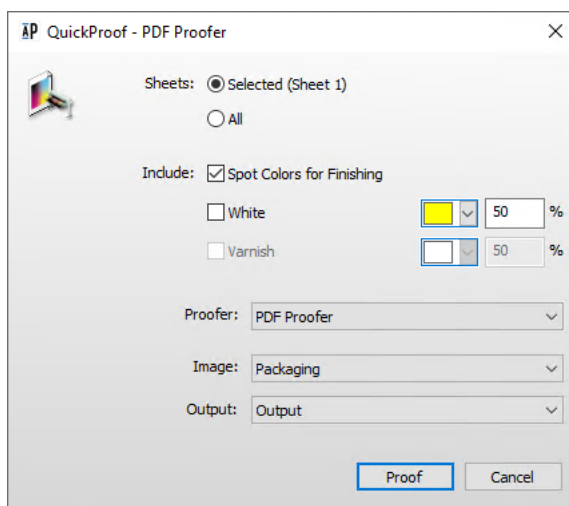 AP QuickProof - PDF Proofer
Sheets: Selected (Sheet 1)
All
Include: Spot Colors for Finishing
White 50 %
Varnish 50 %
Proofer: PDF Proofer
Image: Packaging
Output: Output
Proof Cancel